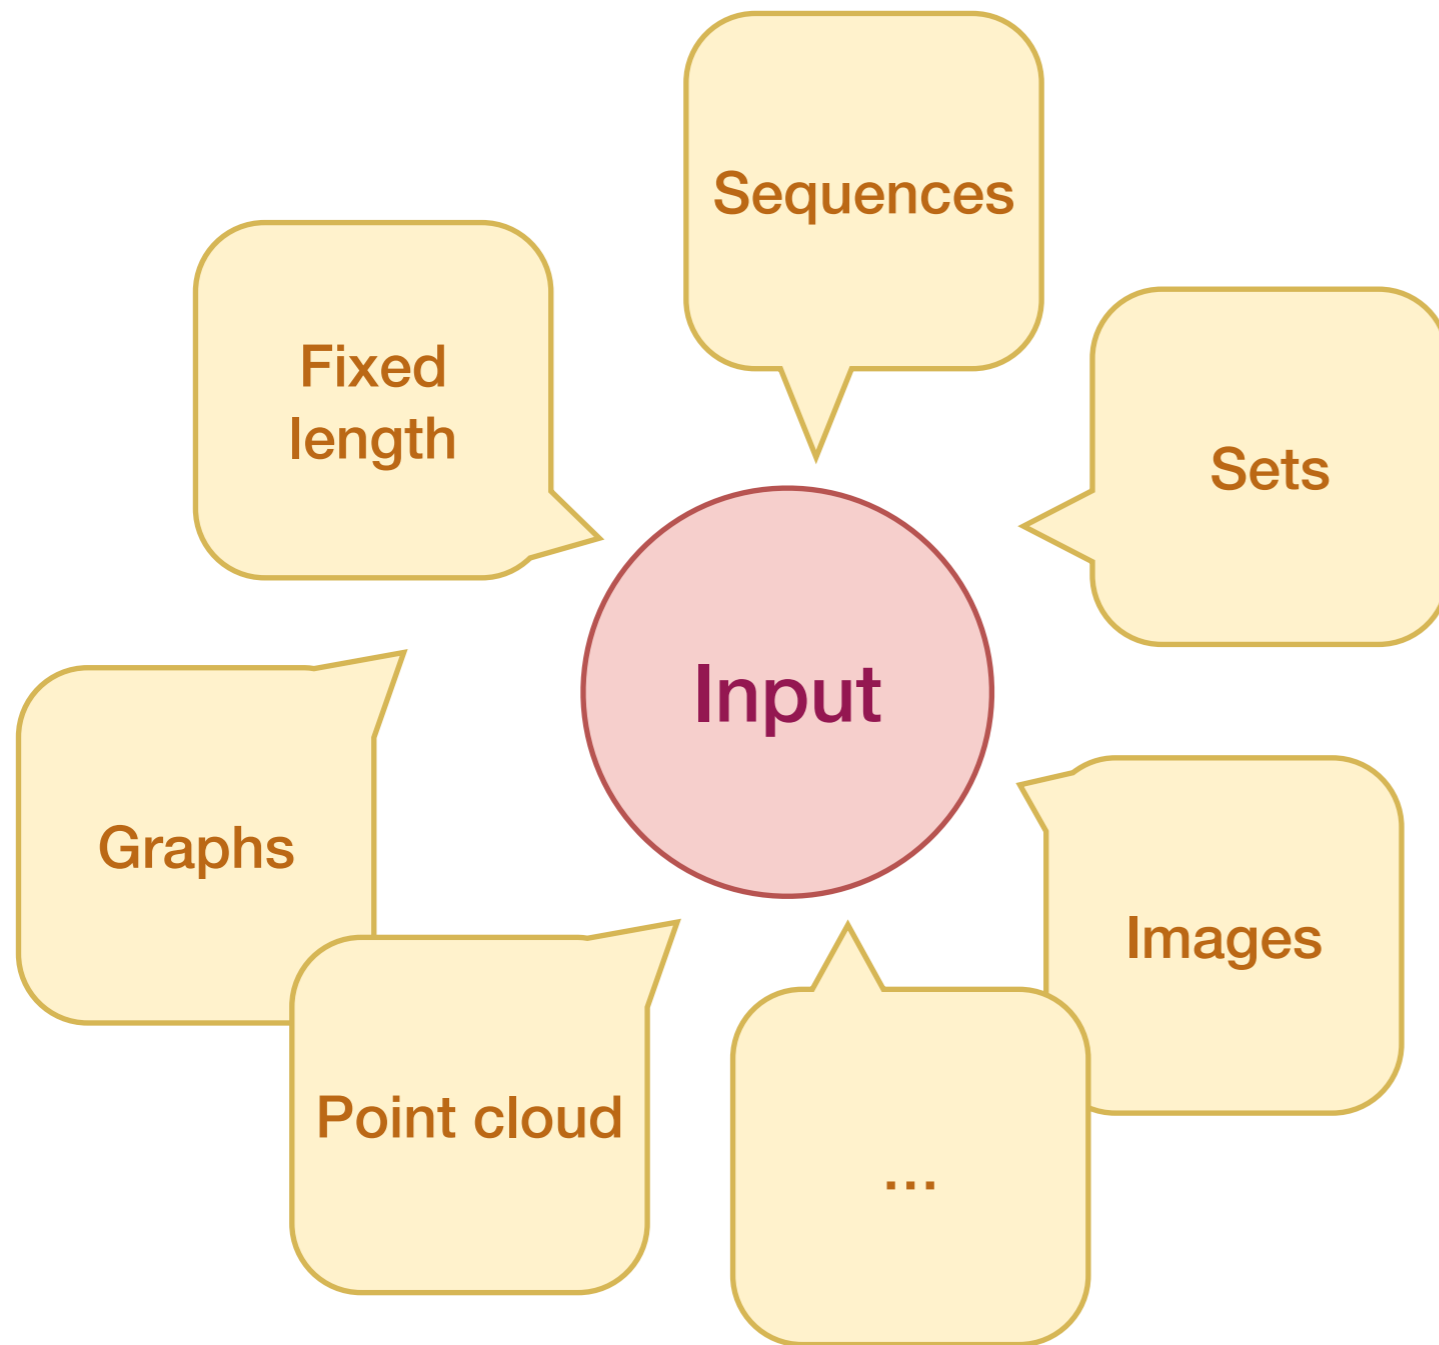 Sequences
Fixed
length
Sets
Input
Graphs
Images
Point cloud
...